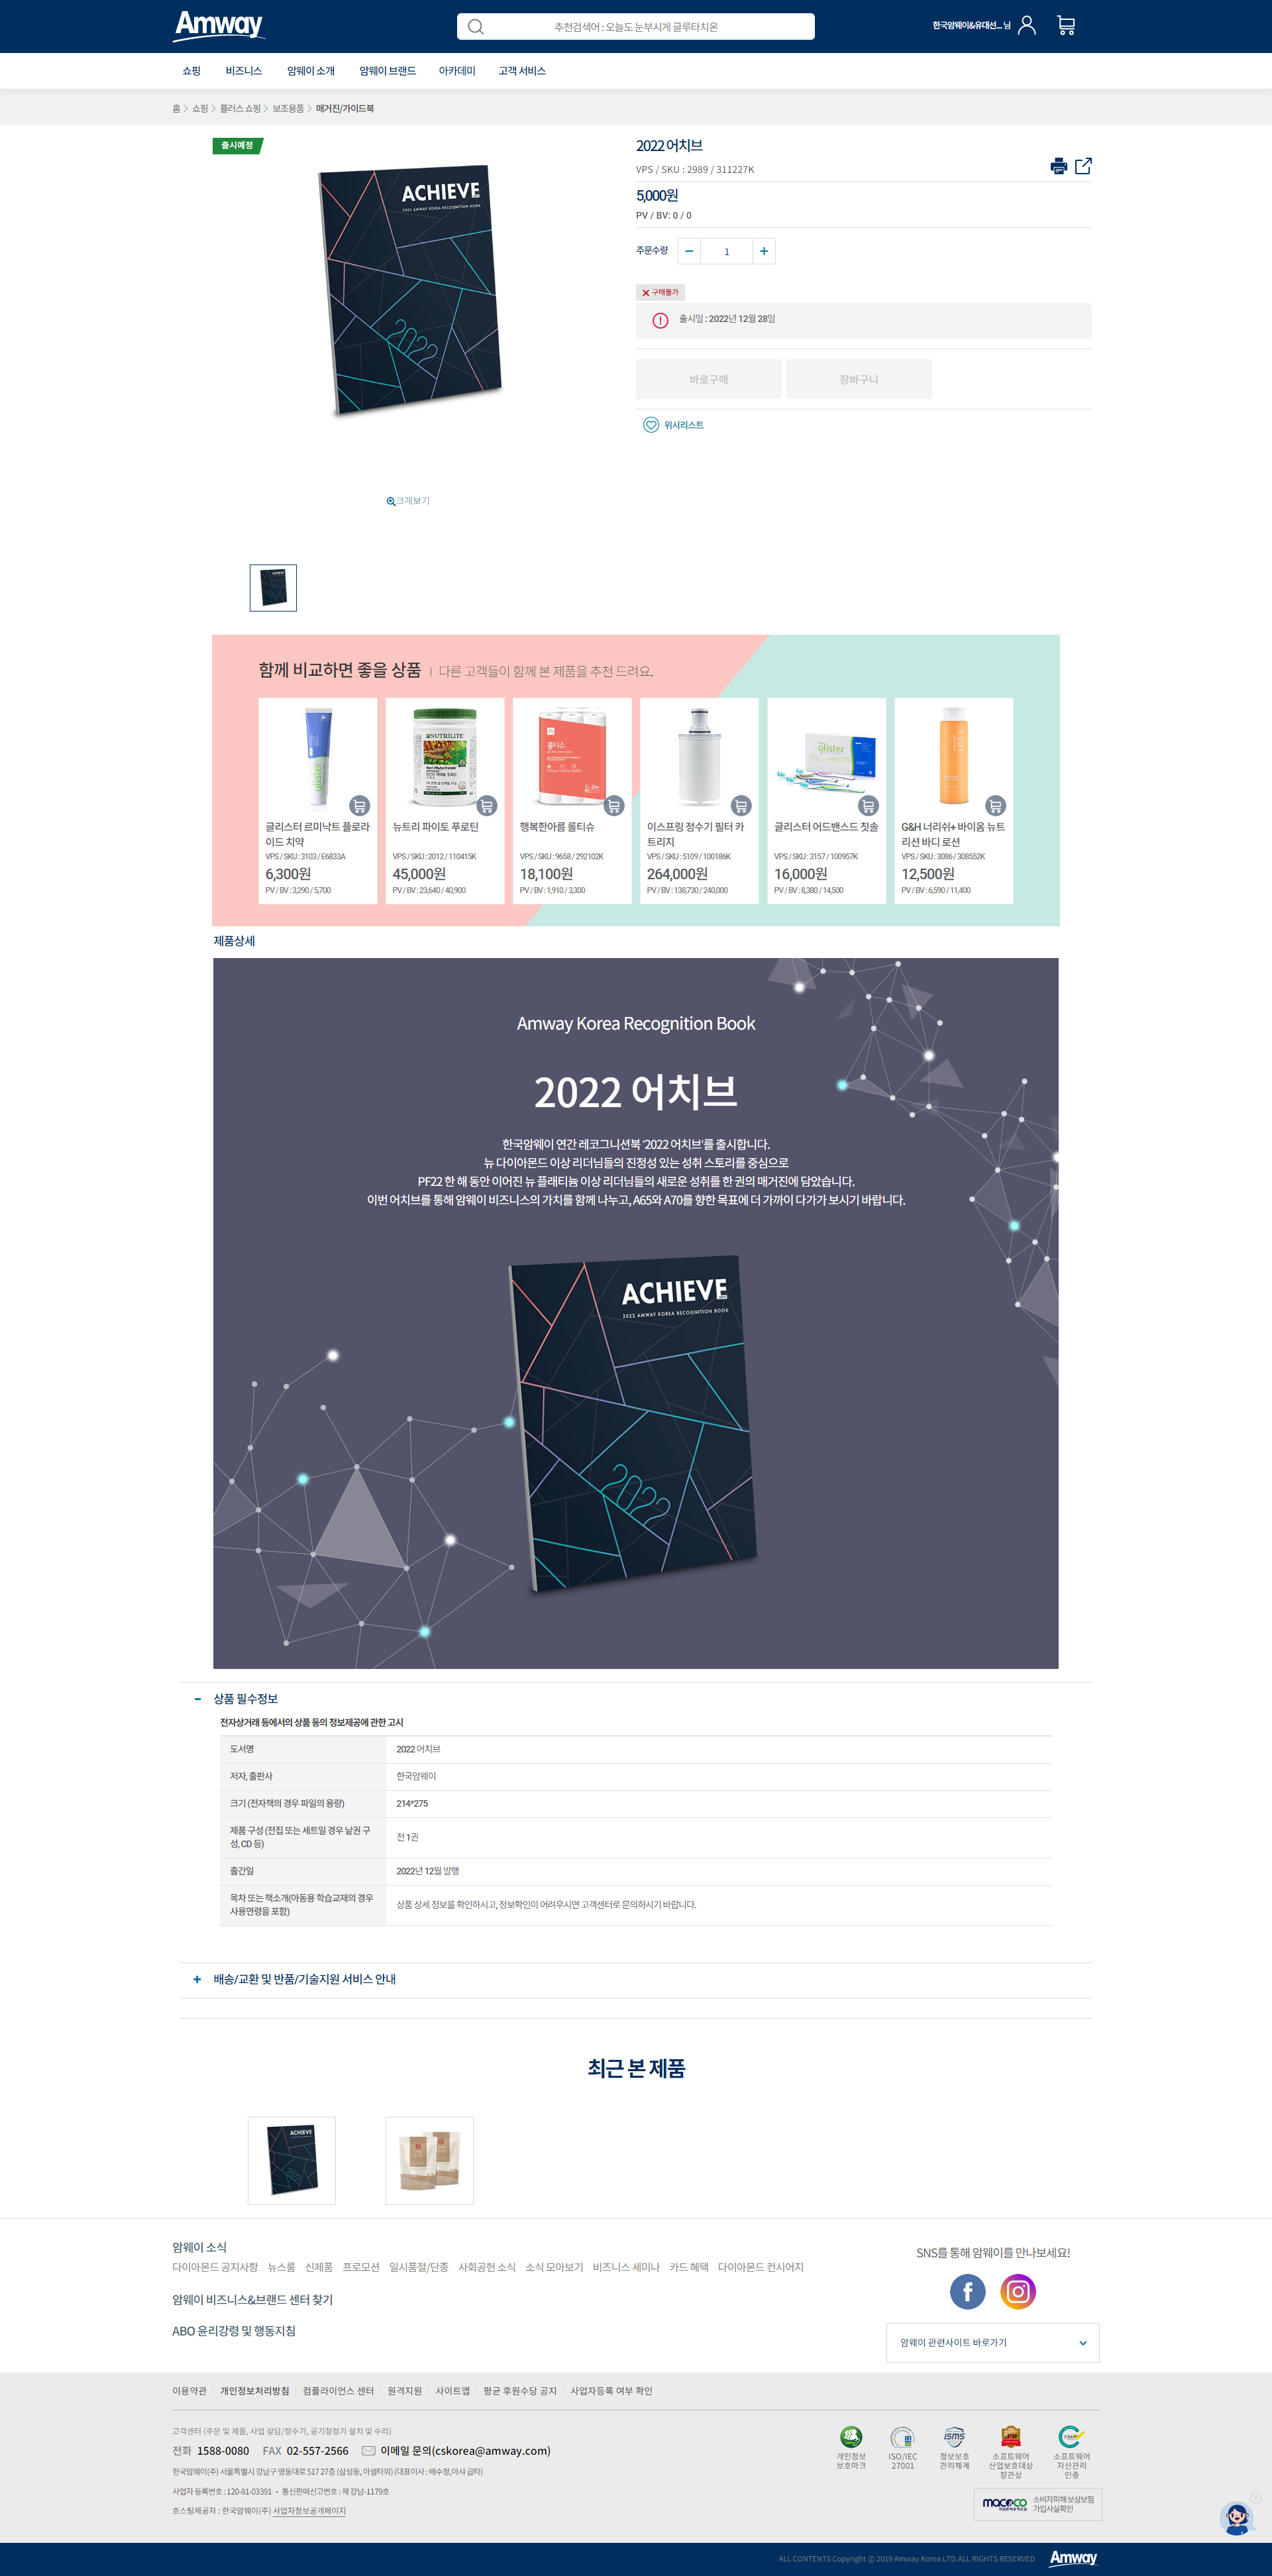 Amway
추천검색어 : 오늘도 눈부시게 글루타치온
한국암웨이&유대선... 님
쇼핑 비즈니스 암웨이 소개 암웨이 브랜드 아카데미 고객 서비스
홈 > 쇼핑 > 플러스 쇼핑 > 보조용품 > 매거진/가이드북
출시예정
ACHIEVE
2022 AMWAY KOREA RECOGNITION BOOK
2022
2022 어치브
VPS / SKU : 2989 / 311227K
5,000원
PV / BV: 0 / 0
주문수량 1
구매불가
출시일 : 2022년 12월 28일
바로구매 장바구니
위시리스트
크게보기
함께 비교하면 좋을 상품 | 다른 고객들이 함께 본 제품을 추천 드려요.
글리스터 르미낙트 플로라이드 치약
VPS / SKU : 3103 / E6833A
6,300원
PV / BV : 3,290 / 5,700
뉴트리 파이토 푸로틴
VPS / SKU : 2012 / 110415K
45,000원
PV / BV : 23,640 / 40,900
행복한아름 롤티슈
VPS / SKU : 9658 / 292102K
18,100원
PV / BV : 1,910 / 3,300
이스프링 정수기 필터 카트리지
VPS / SKU : 5109 / 100186K
264,000원
PV / BV : 138,730 / 240,000
글리스터 어드밴스드 칫솔
VPS / SKU : 3157 / 100957K
16,000원
PV / BV : 8,380 / 14,500
G&H 너리쉬+ 바이옴 뉴트리션 바디 로션
VPS / SKU : 3086 / 308552K
12,500원
PV / BV : 6,590 / 11,400
제품상세
Amway Korea Recognition Book
2022 어치브
한국암웨이 연간 레코그니션북 '2022 어치브'를 출시합니다.
뉴 다이아몬드 이상 리더님들의 진정성 있는 성취 스토리를 중심으로
PF22 한 해 동안 이어진 뉴 플래티늄 이상 리더님들의 새로운 성취를 한 권의 매거진에 담았습니다.
이번 어치브를 통해 암웨이 비즈니스의 가치를 함께 나누고, A65와 A70를 향한 목표에 더 가까이 다가가 보시기 바랍니다.
ACHIEVE
2022 AMWAY KOREA RECOGNITION BOOK
2022
상품 필수정보
전자상거래 등에서의 상품 등의 정보제공에 관한 고시
도서명 2022 어치브
저자, 출판사 한국암웨이
크기 (전자책의 경우 파일의 용량) 214*275
제품 구성 (전집 또는 세트일 경우 낱권 구성, CD 등) 전 1권
출간일 2022년 12월 발행
목차 또는 책소개(아동용 학습교재의 경우 사용연령을 포함) 상품 상세 정보를 확인하시고, 정보확인이 어려우시면 고객센터로 문의하시기 바랍니다.
배송/교환 및 반품/기술지원 서비스 안내
최근 본 제품
ACHIEVE
2022
암웨이 소식
다이아몬드 공지사항 뉴스룸 신제품 프로모션 일시품절/단종 사회공헌 소식 소식 모아보기 비즈니스 세미나 카드 혜택 다이아몬드 컨시어지
암웨이 비즈니스&브랜드 센터 찾기
ABO 윤리강령 및 행동지침
SNS를 통해 암웨이를 만나보세요!
암웨이 관련사이트 바로가기
이용약관 개인정보처리방침 컴플라이언스 센터 원격지원 사이트맵 평균 후원수당 공지 사업자등록 여부 확인
고객센터 (주문 및 제품, 사업 상담/정수기, 공기청정기 설치 및 수리)
전화 1588-0080 FAX 02-557-2566 이메일 문의(cskorea@amway.com)
한국암웨이(주) 서울특별시 강남구 영동대로 517 27층 (삼성동, 아셈타워) (대표이사 : 배수정,아사 굽타)
사업자 등록번호 : 120-81-03391 · 통신판매신고번호 : 제 강남-1179호
호스팅제공자 : 한국암웨이(주) 사업자정보공개페이지
개인정보 보호마크
ISO/IEC 27001
정보보호 관리체계
소프트웨어 산업보호대상 장관상
소프트웨어 자산관리 인증
macco
소비자피해 보상보험 가입사실확인
ALL CONTENTS Copyright ⓒ 2019 Amway Korea LTD.ALL RIGHTS RESERVED Amway